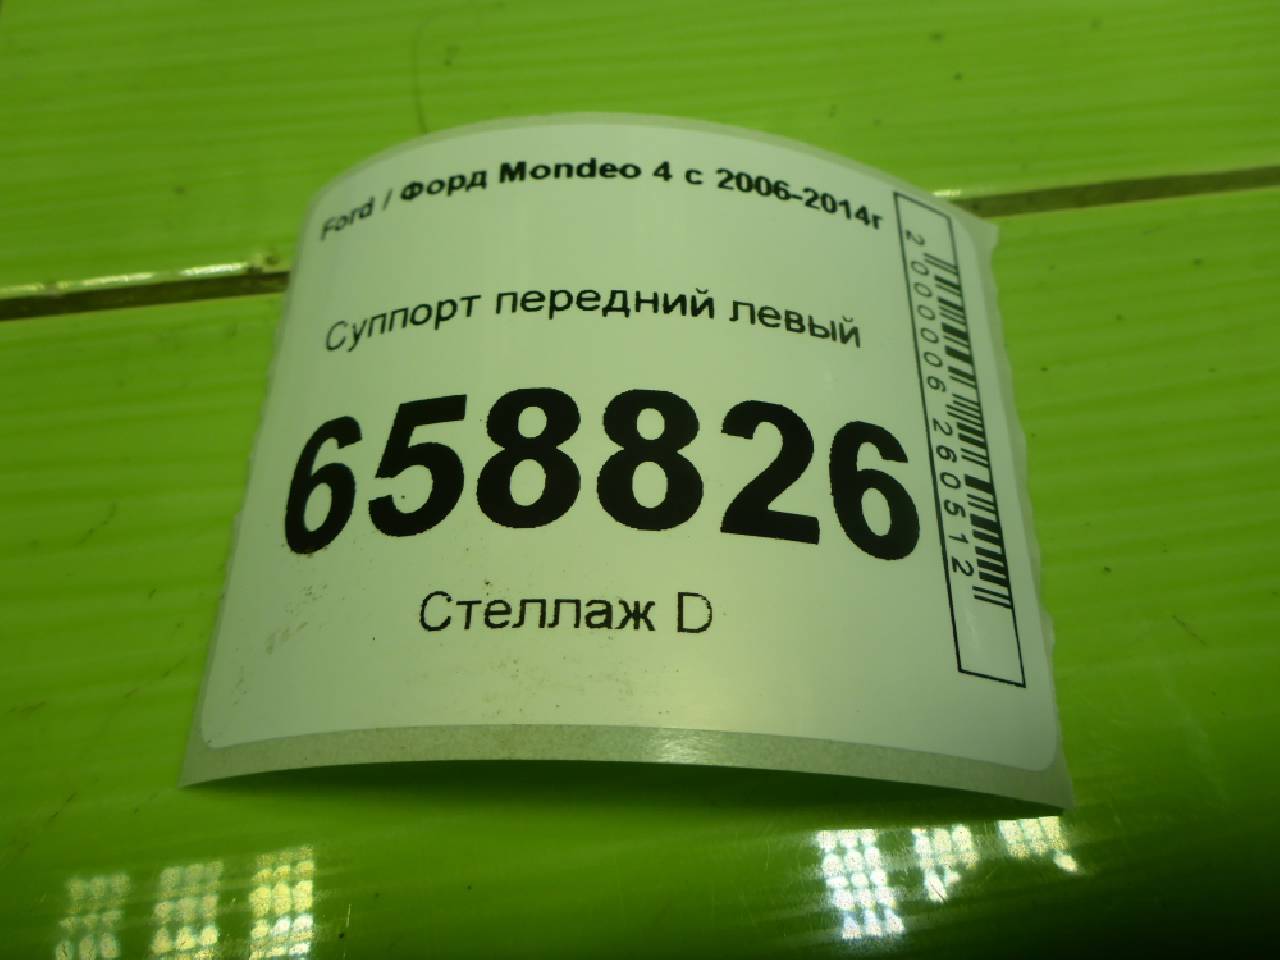 Ford / Форд Mondeo 4 с 2006-2014г
Суппорт передний левый
658826
Стеллаж D
2000006260512